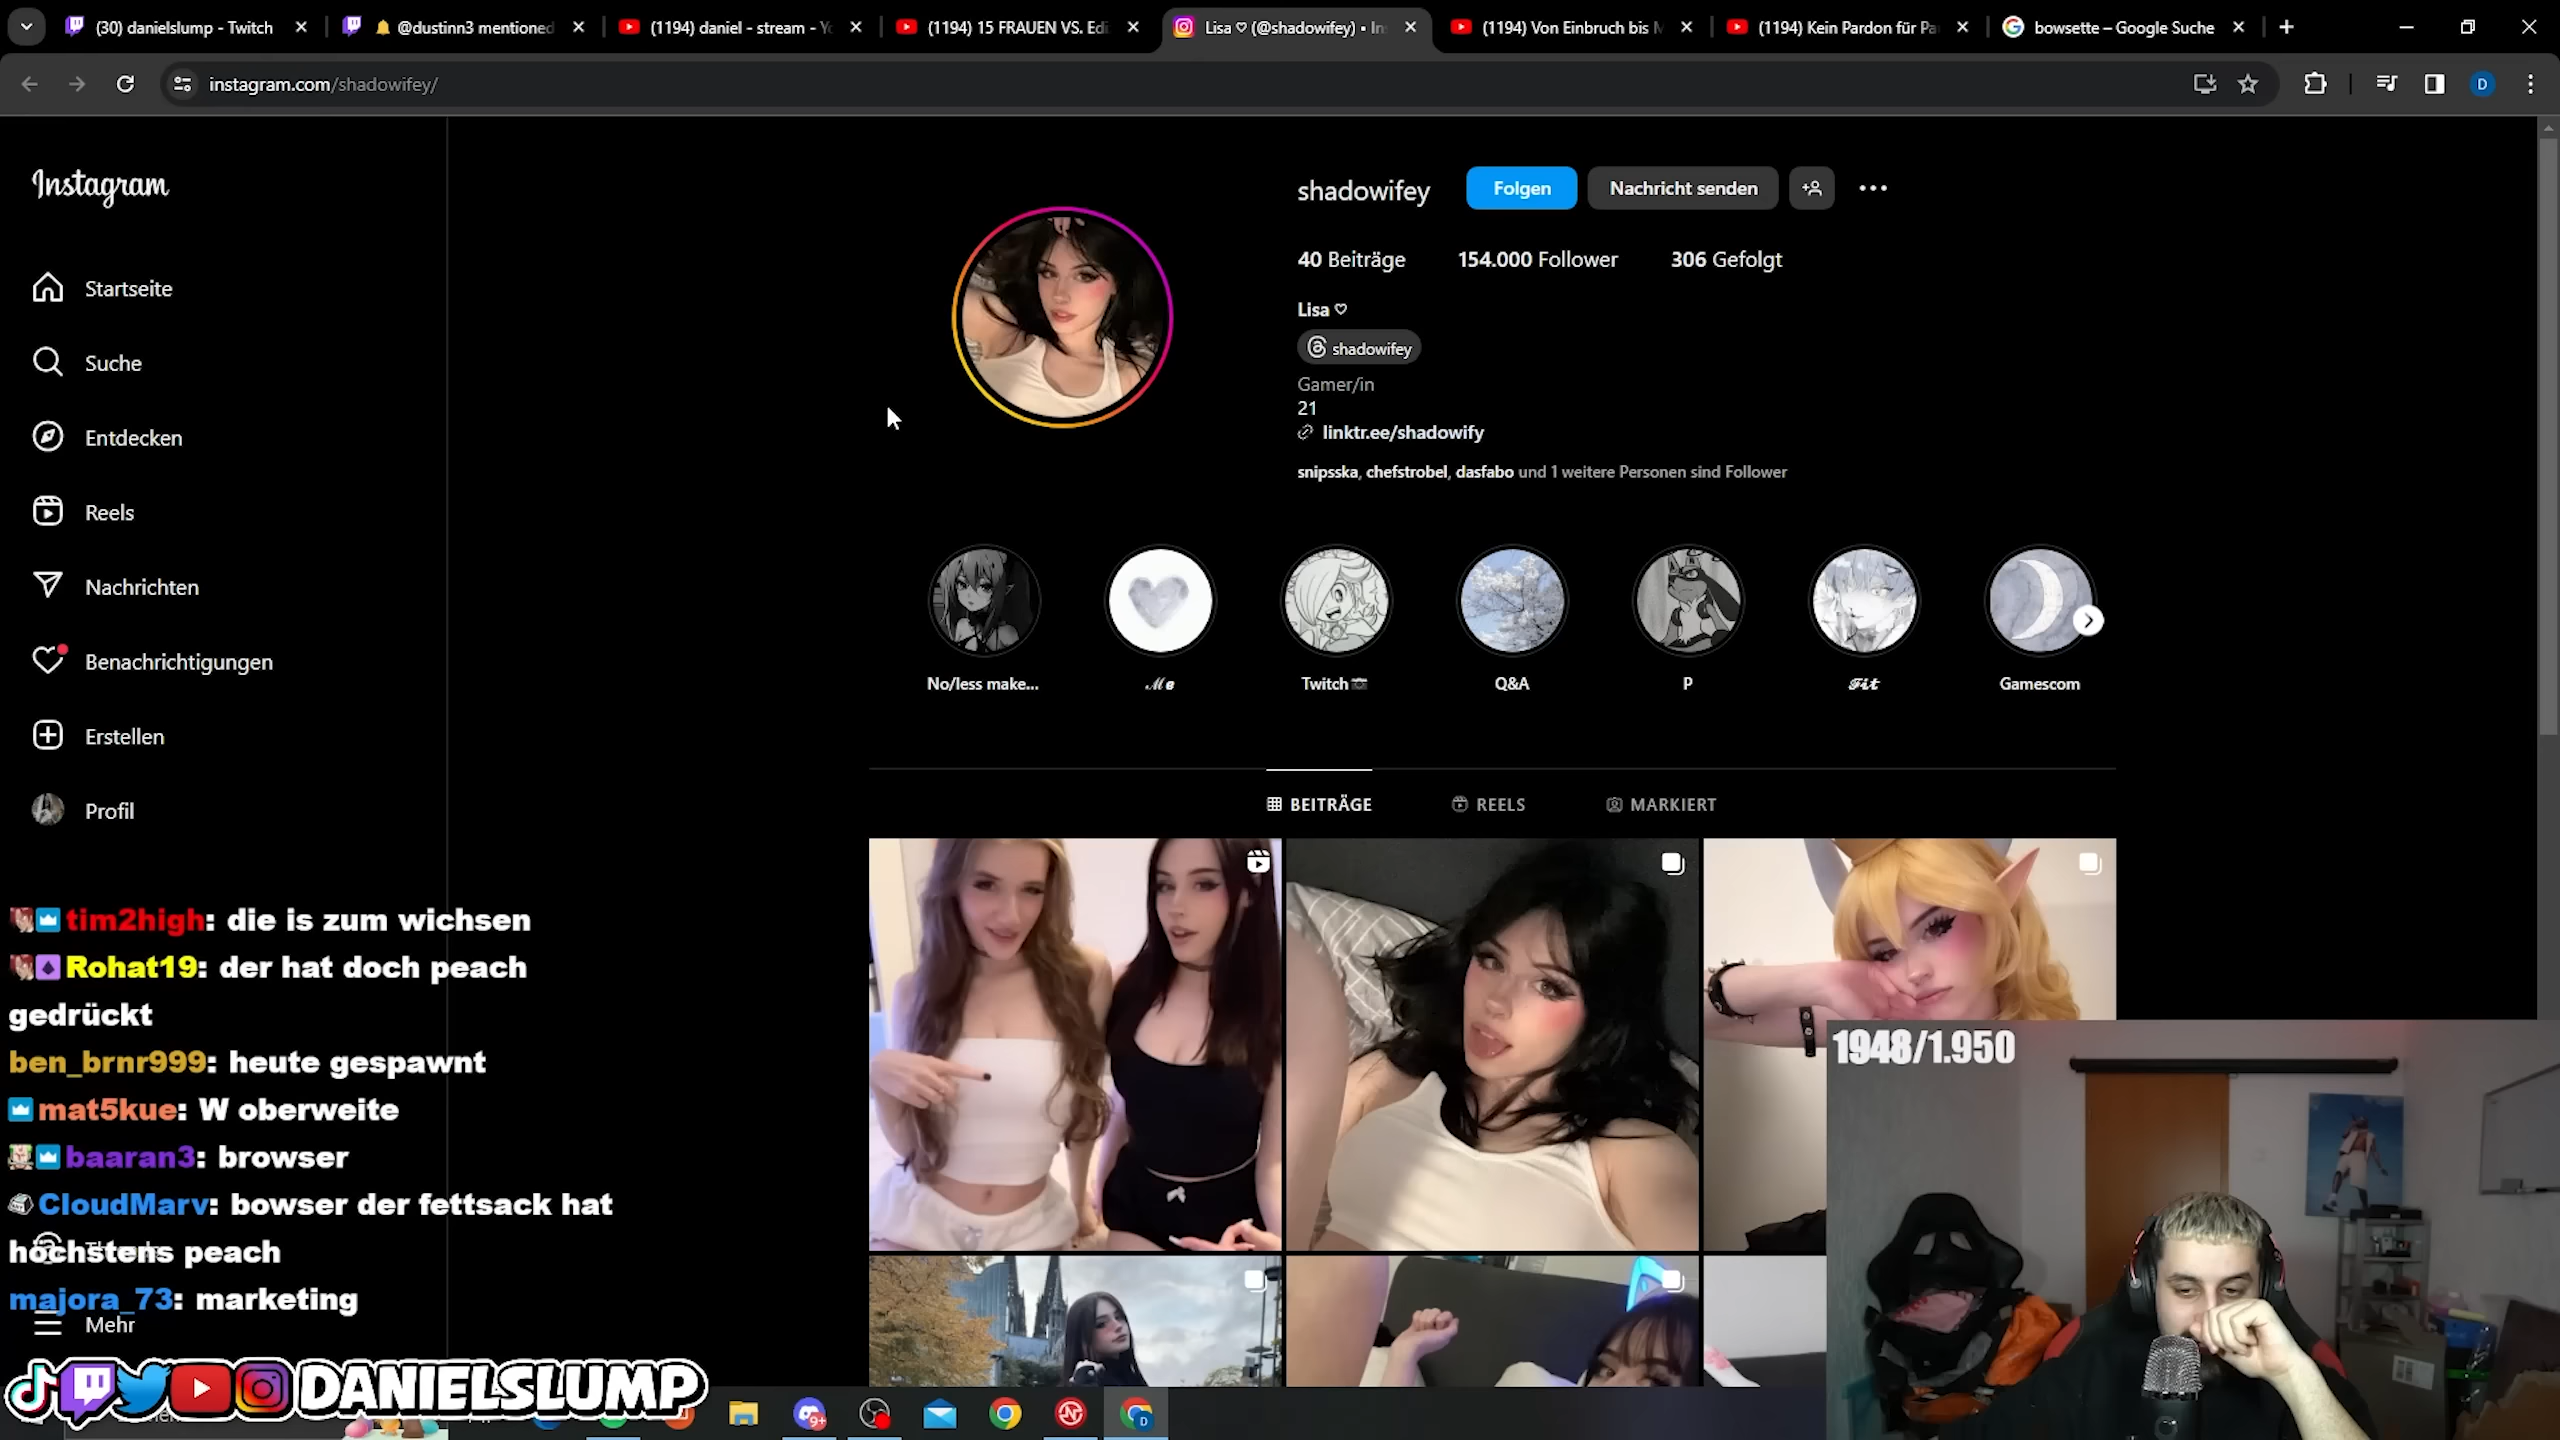 (30) danielslump - Twitch
@dustinn3 mentioned
(1194) daniel - stream - Yo
(1194) 15 FRAUEN VS. Edi
Lisa ♡ (@shadowifey) • In
(1194) Von Einbruch bis M
(1194) Kein Pardon für Pa
bowsette – Google Suche
instagram.com/shadowifey/
D
Instagram
Startseite
Suche
Entdecken
Reels
Nachrichten
Benachrichtigungen
Erstellen
Profil
Mehr
shadowifey
Folgen
Nachricht senden
40 Beiträge
154.000 Follower
306 Gefolgt
Lisa ♡
shadowifey
Gamer/in
21
linktr.ee/shadowify
snipsska, chefstrobel, dasfabo und 1 weitere Personen sind Follower
No/less make...
𝓜𝓮
Twitch
Q&A
P
𝓕𝓲𝓽
Gamescom
BEITRÄGE
REELS
MARKIERT
tim2high: die is zum wichsen
Rohat19: der hat doch peach
gedrückt
ben_brnr999: heute gespawnt
mat5kue: W oberweite
baaran3: browser
CloudMarv: bowser der fettsack hat
höchstens peach
majora_73: marketing
1948/1.950
DANIELSLUMP
9+
D